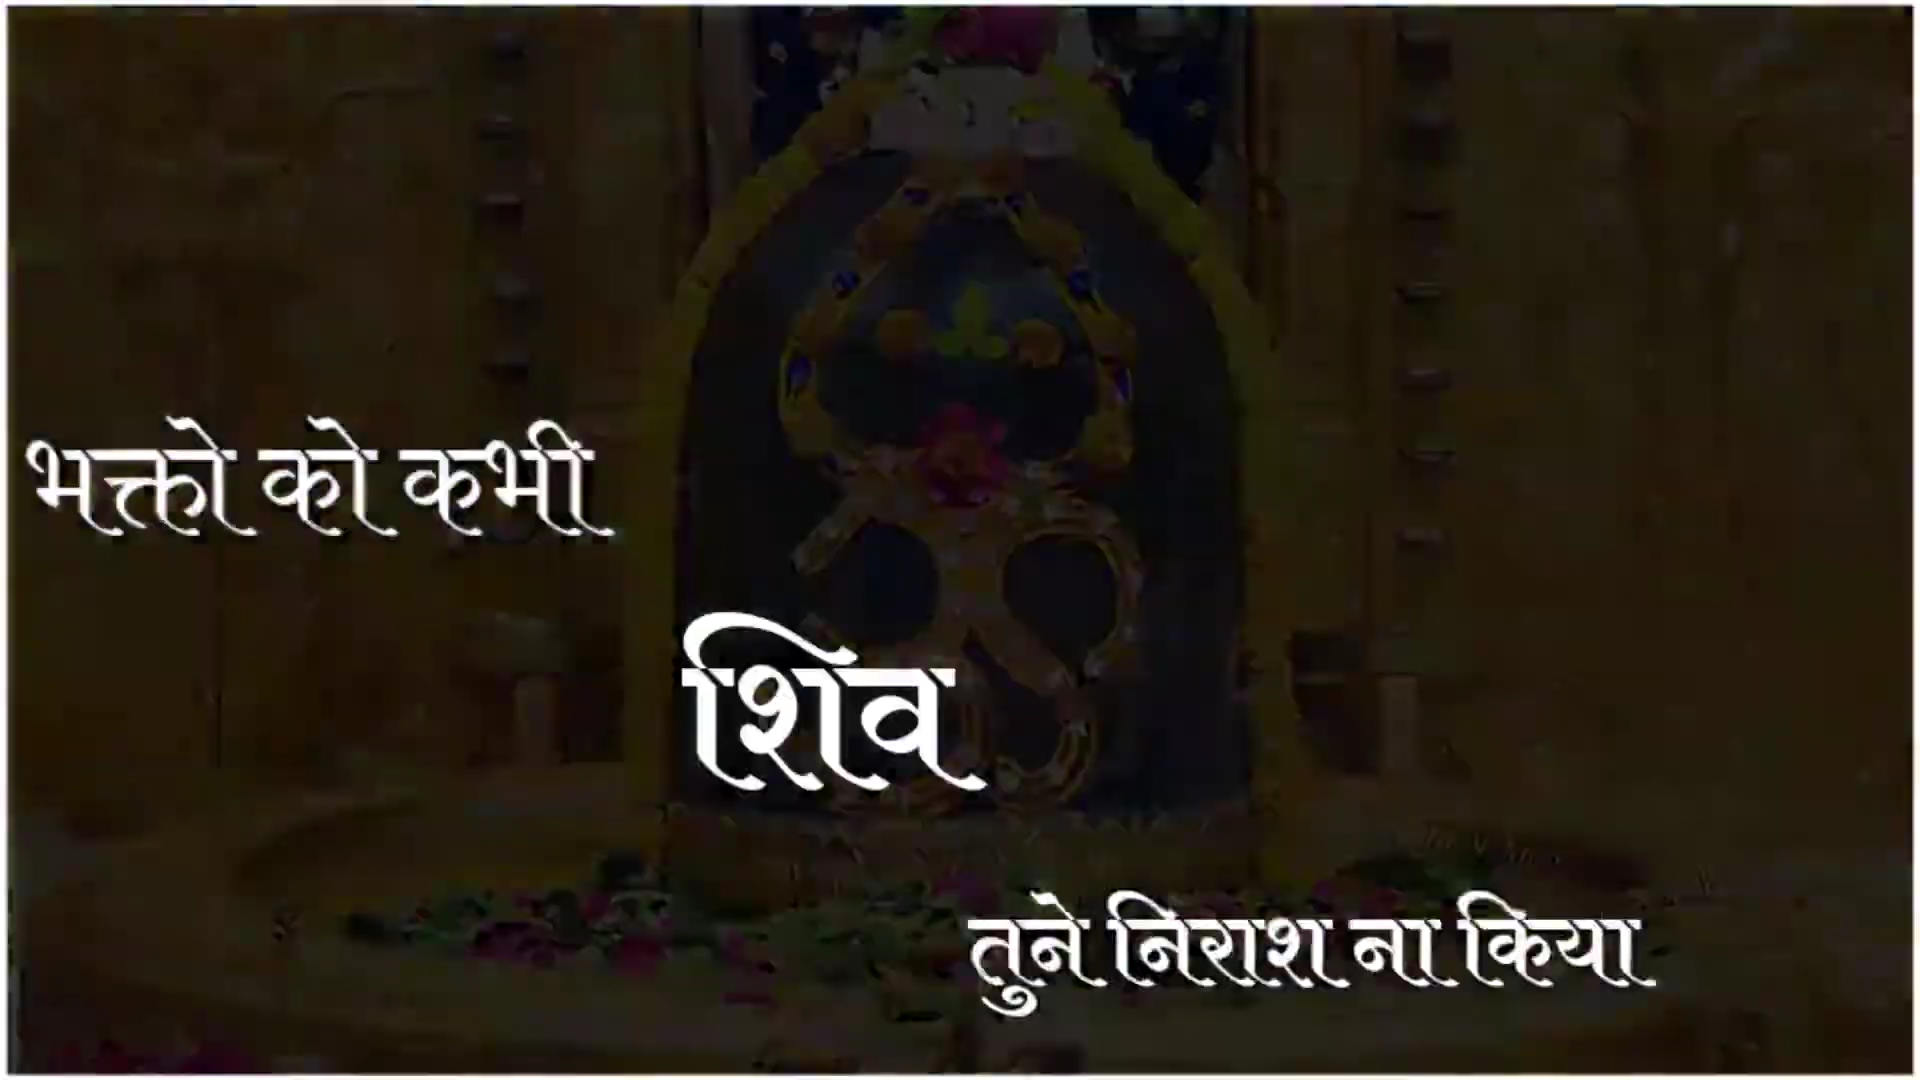 भक्तो को कभी
शिव
तुने निराश ना किया